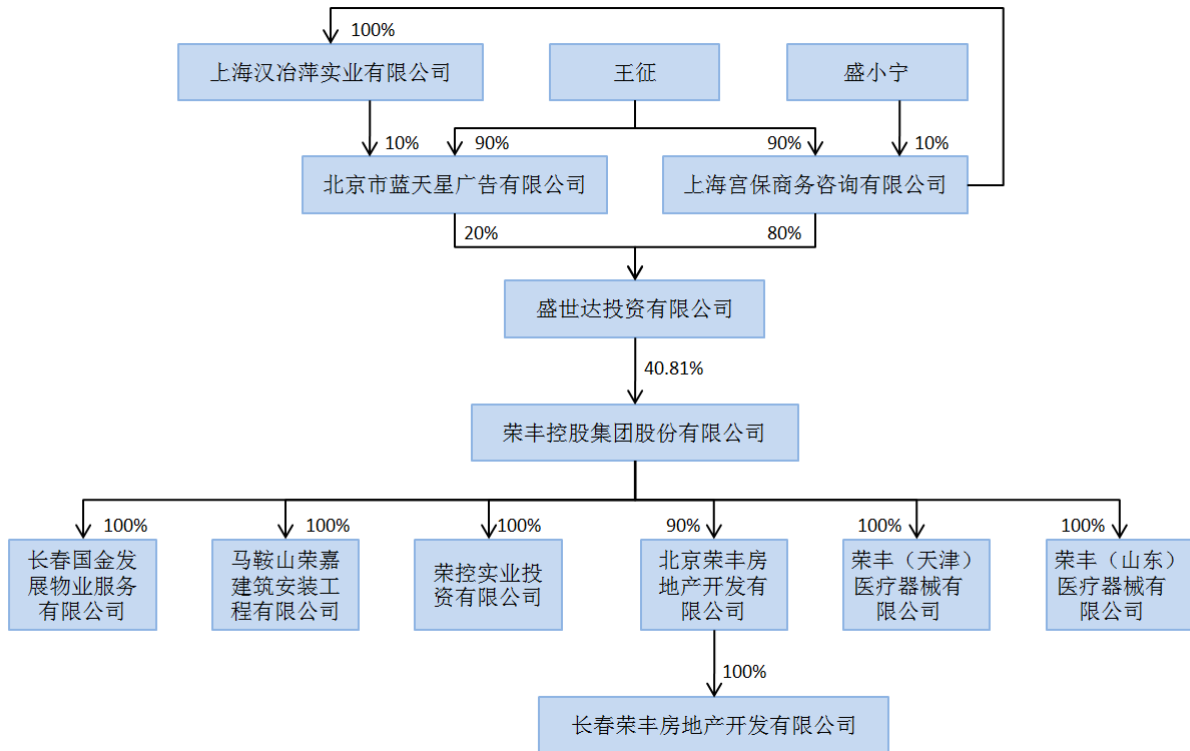 100%
上海汉冶萍实业有限公司
王征
盛小宁
10%
90%
90%
10%
北京市蓝天星广告有限公司
上海宫保商务咨询有限公司
20%
80%
盛世达投资有限公司
40.81%
荣丰控股集团股份有限公司
100%
100%
100%
90%
100%
100%
长春国金发
展物业服务
有限公司
马鞍山荣嘉
建筑安装工
程有限公司
荣控实业投
资有限公司
北京荣丰房
地产开发有
限公司
荣丰（天津）
医疗器械有
限公司
荣丰（山东）
医疗器械有
限公司
100%
长春荣丰房地产开发有限公司